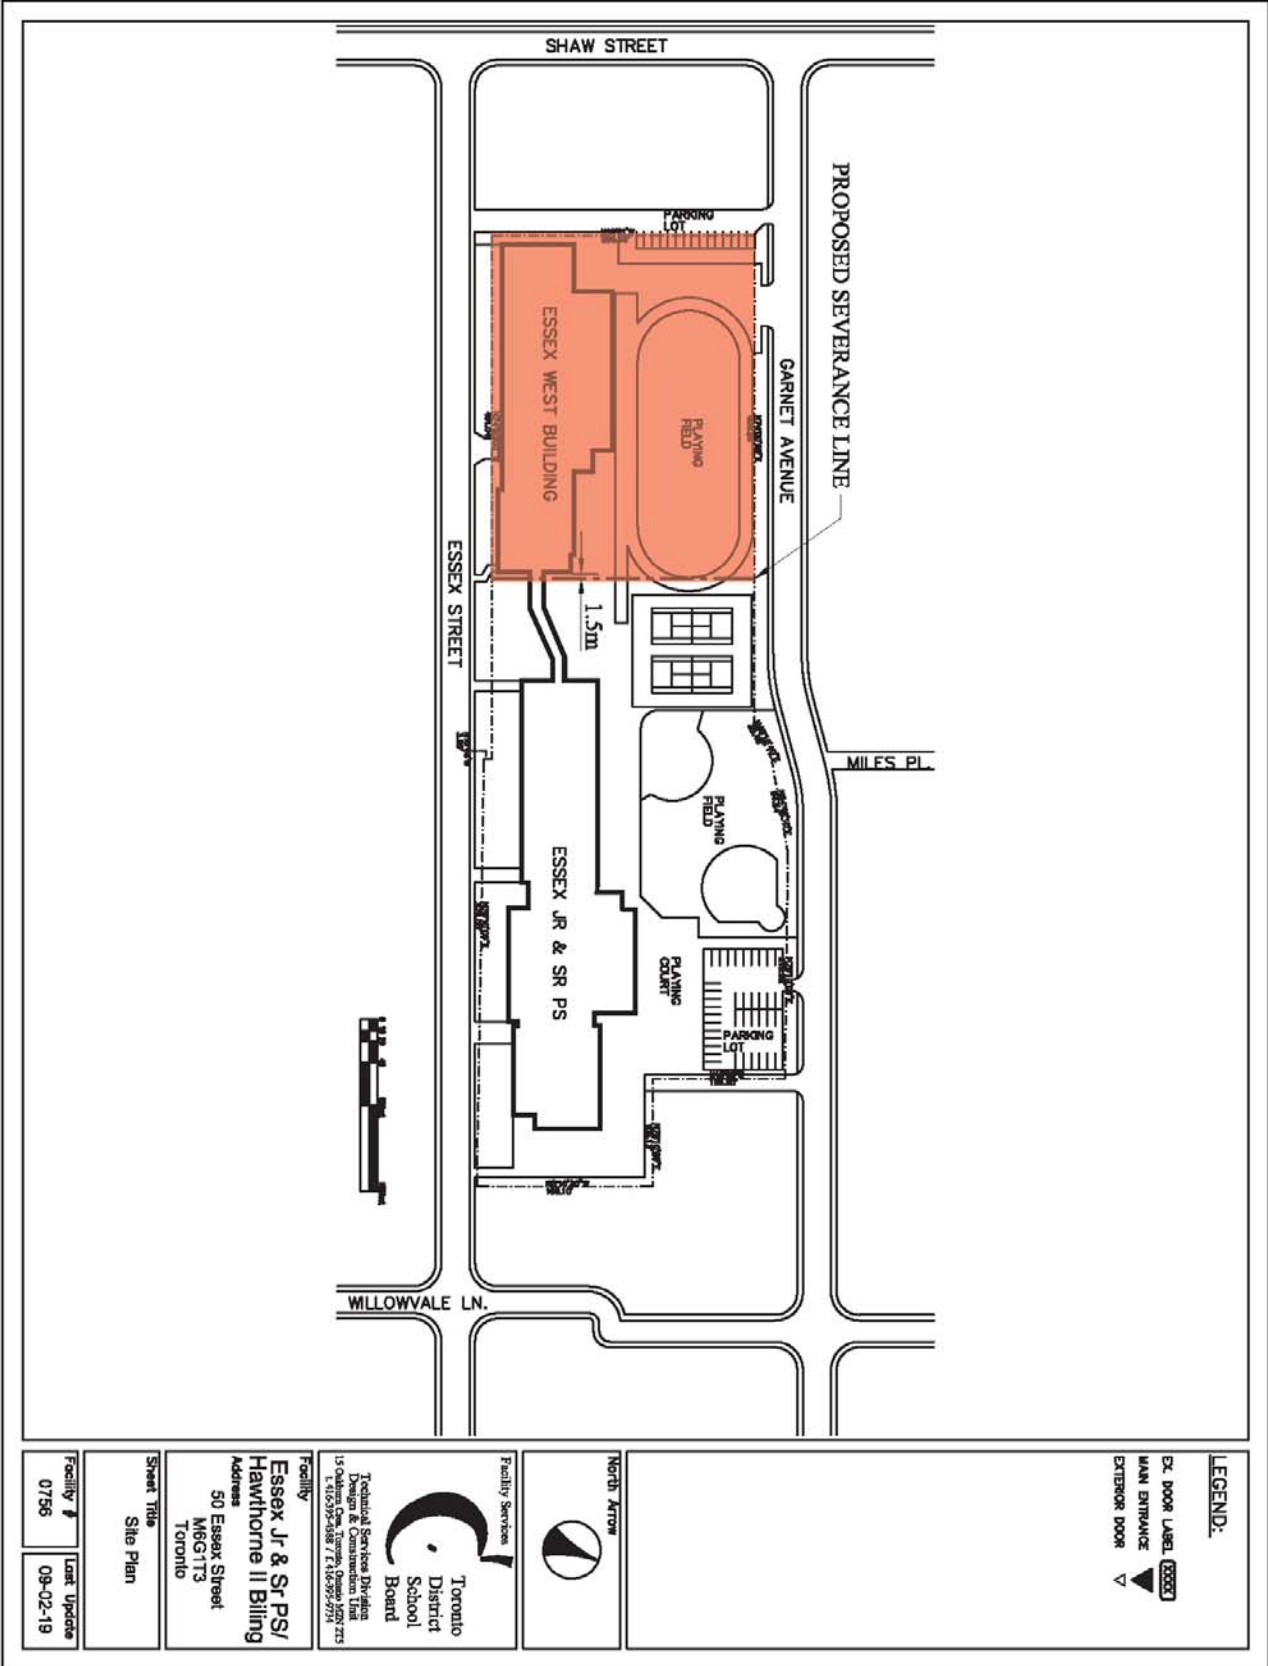 SHAW STREET
PROPOSED SEVERANCE LINE
PARKING
LOT
ESSEX WEST BUILDING
PLAYING
FIELD
GARNET AVENUE
ESSEX STREET
1.5m
MILES PL.
PLAYING
FIELD
ESSEX JR & SR PS
PLAYING
COURT
PARKING
LOT
WILLOWVALE LN.
LEGEND:
EX. DOOR LABEL XXXX
MAIN ENTRANCE
EXTERIOR DOOR
North Arrow
Facility Services
Toronto
District
School
Board
Technical Services Division
Design & Construction Unit
Facility
Essex Jr & Sr PS/
Hawthorne II Biling
Address
50 Essex Street
M6G1T3
Toronto
Sheet Title
Site Plan
Facility #
0756
Last Update
09-02-19